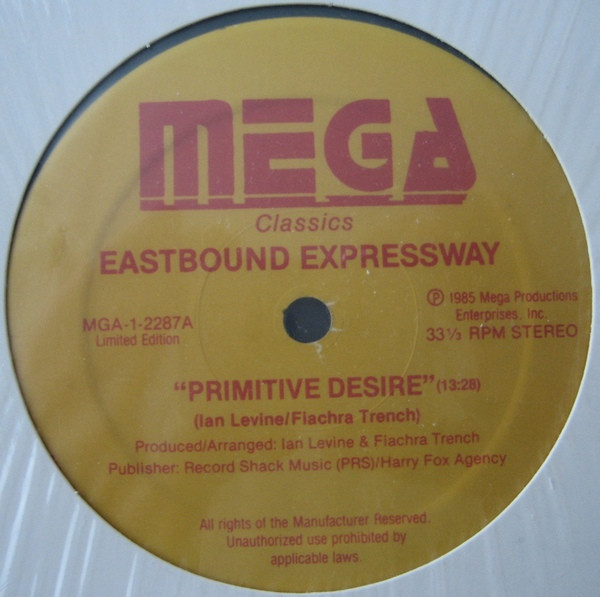 MEGA
Classics
EASTBOUND EXPRESSWAY
MGA-1-2287A
Limited Edition
Ⓟ 1985 Mega Productions
Enterprises, Inc.
33⅓ RPM STEREO
"PRIMITIVE DESIRE" (13:28)
(Ian Levine/Fiachra Trench)
Produced/Arranged: Ian Levine & Fiachra Trench
Publisher: Record Shack Music (PRS)/Harry Fox Agency
All rights of the Manufacturer Reserved.
Unauthorized use prohibited by
applicable laws.